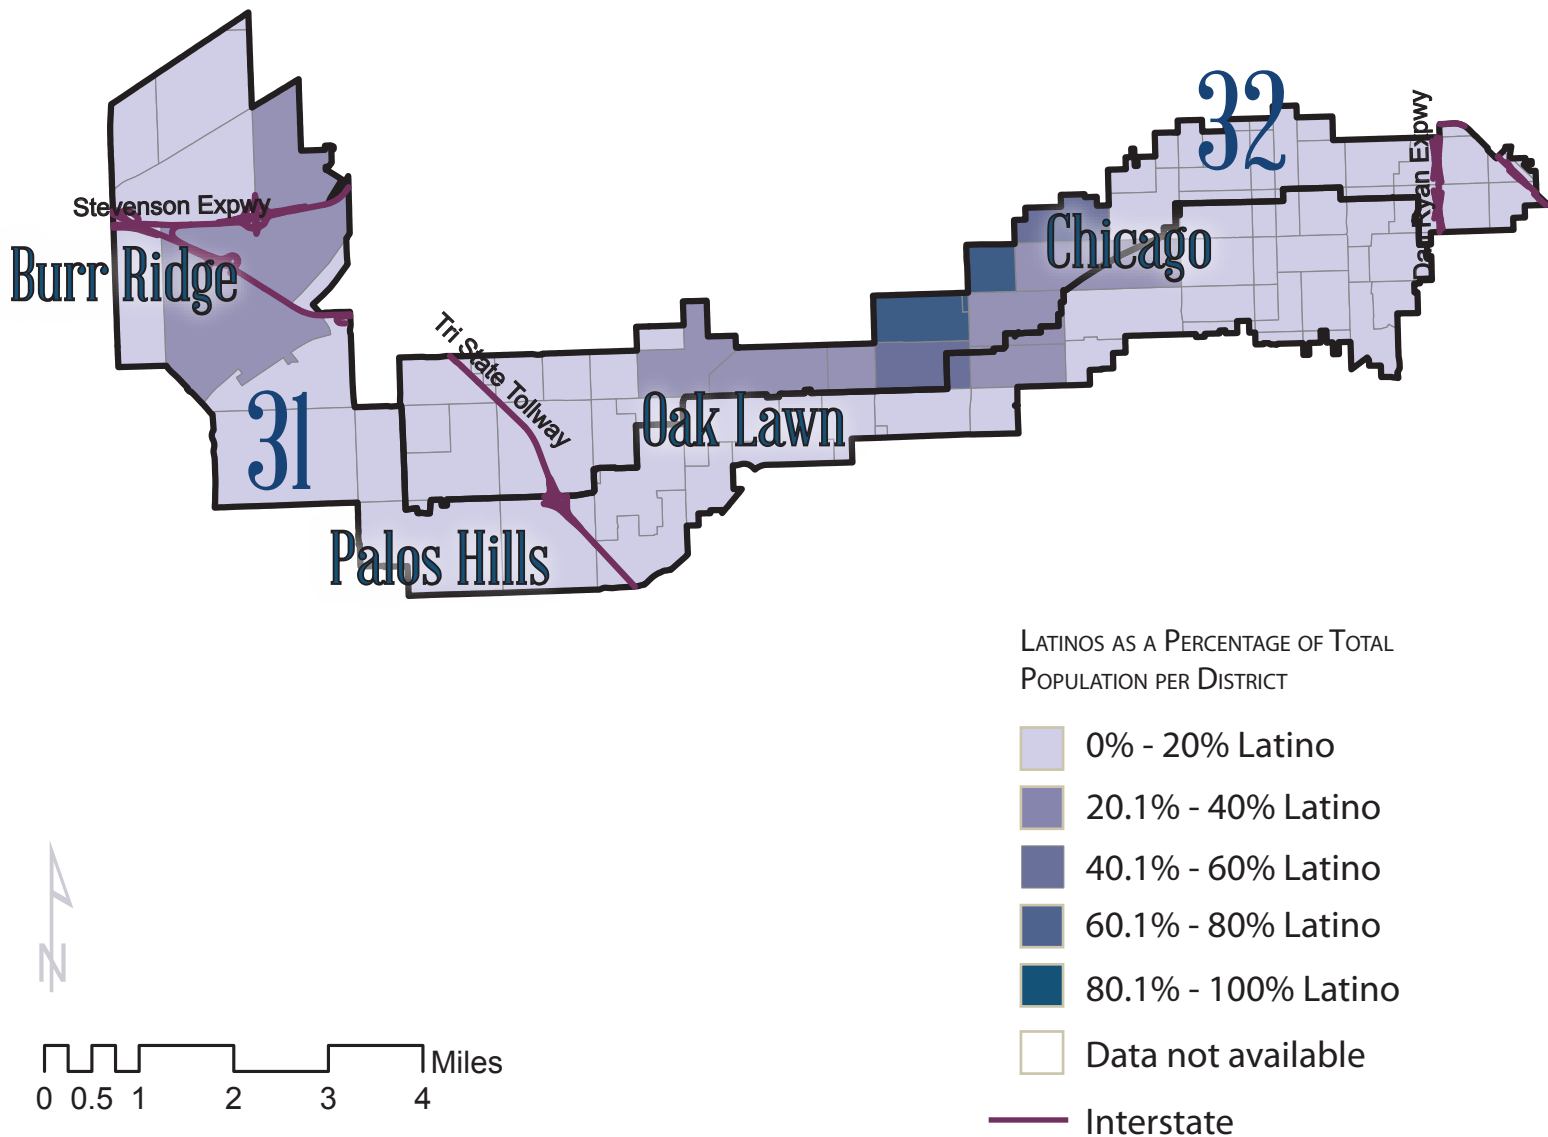 32
Dan Ryan Expwy
Stevenson Expwy
Chicago
Burr Ridge
Tri State Tollway
Oak Lawn
31
Palos Hills
Latinos as a Percentage of Total
Population per District
0% - 20% Latino
20.1% - 40% Latino
40.1% - 60% Latino
60.1% - 80% Latino
80.1% - 100% Latino
Data not available
Interstate
N
Miles
0 0.5 1 2 3 4